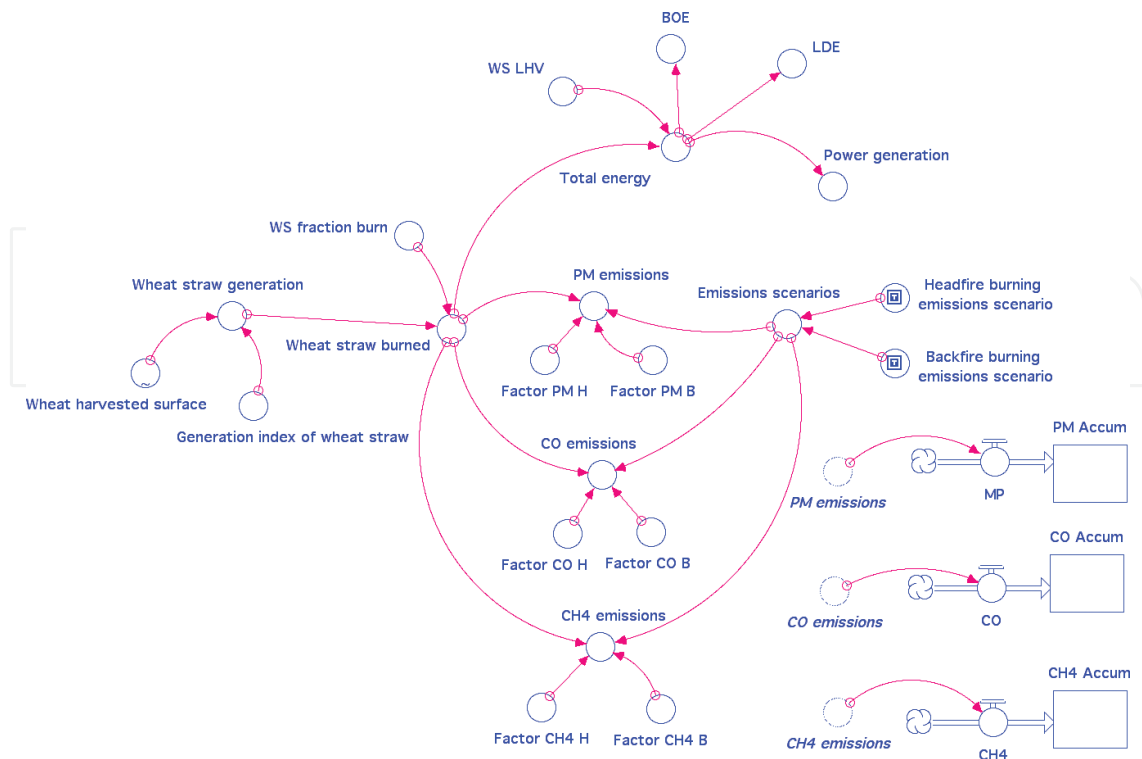 BOE
LDE
WS LHV
Power generation
Total energy
WS fraction burn
PM emissions
Wheat straw generation
Emissions scenarios
Headfire burning
emissions scenario
Wheat straw burned
Backfire burning
emissions scenario
Factor PM H
Factor PM B
Wheat harvested surface
Generation index of wheat straw
CO emissions
PM Accum
PM emissions
MP
Factor CO H
Factor CO B
CO Accum
CO emissions
CO
CH4 emissions
CH4 Accum
Factor CH4 H
Factor CH4 B
CH4 emissions
CH4
T
T
~